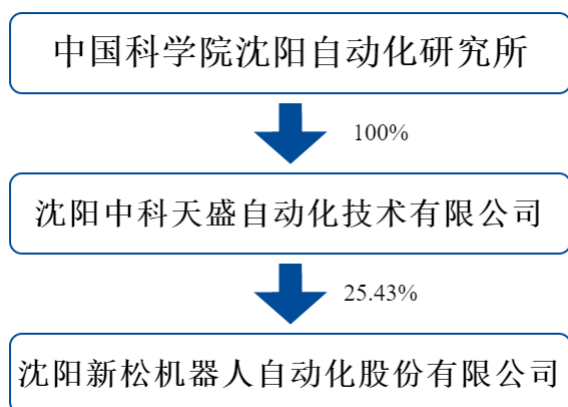 中国科学院沈阳自动化研究所
100%
沈阳中科天盛自动化技术有限公司
25.43%
沈阳新松机器人自动化股份有限公司